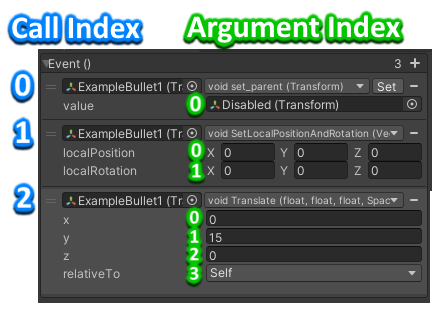 Call Index Argument Index
Event () 3 +
0 ExampleBullet1 (Tr void set_parent (Transform) Set −
value 0 Disabled (Transform)
1 ExampleBullet1 (Tr void SetLocalPositionAndRotation (Ve −
localPosition 0 X 0 Y 0 Z 0
localRotation 1 X 0 Y 0 Z 0
2 ExampleBullet1 (Tr void Translate (float, float, float, Spac −
x 0 0
y 1 15
z 2 0
relativeTo 3 Self